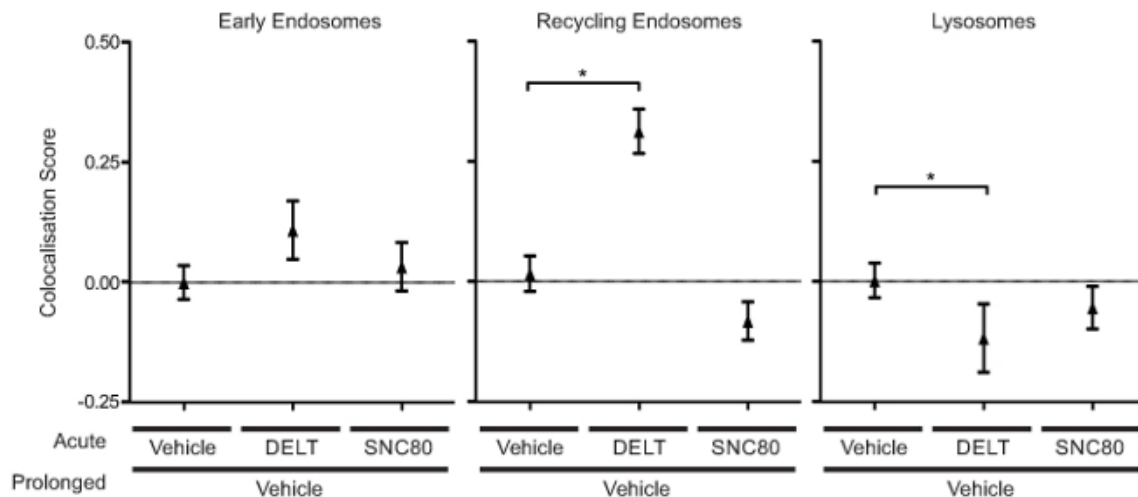 Early Endosomes Recycling Endosomes Lysosomes
0.50
* *
0.25
0.00
-0.25
Colocalisation Score
Acute Vehicle DELT SNC80 Vehicle DELT SNC80 Vehicle DELT SNC80
Prolonged Vehicle Vehicle Vehicle